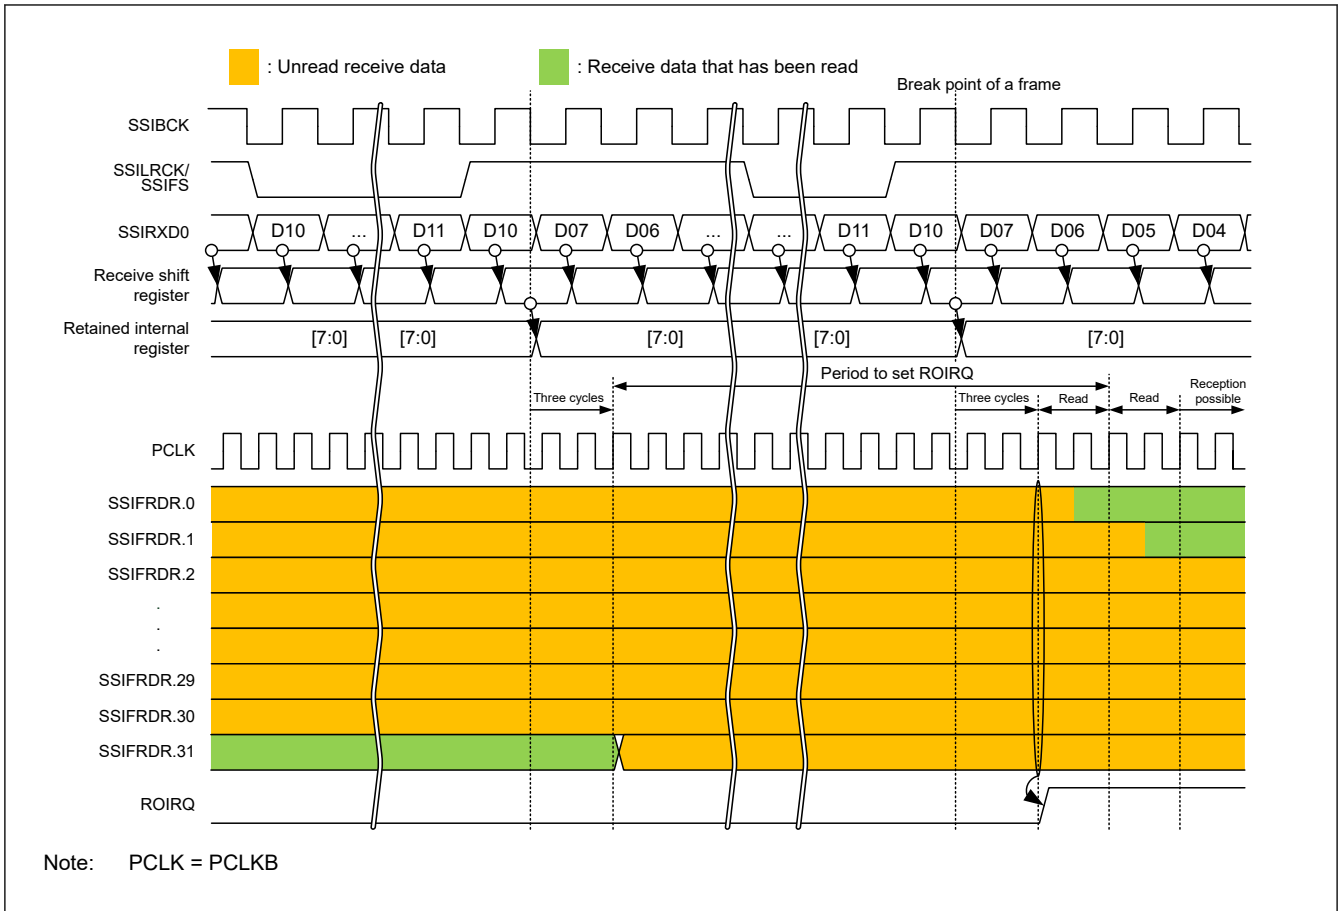 : Unread receive data
: Receive data that has been read
Break point of a frame
SSIBCK
SSILRCK/
SSIFS
SSIRXD0 D10 ... D11 D10 D07 D06 ... ... D11 D10 D07 D06 D05 D04
Receive shift
register
Retained internal
register
[7:0] [7:0] [7:0] [7:0] [7:0]
Period to set ROIRQ
Three cycles Three cycles Read Read Reception
possible
PCLK
SSIFRDR.0
SSIFRDR.1
SSIFRDR.2
.
.
.
SSIFRDR.29
SSIFRDR.30
SSIFRDR.31
ROIRQ
Note: PCLK = PCLKB